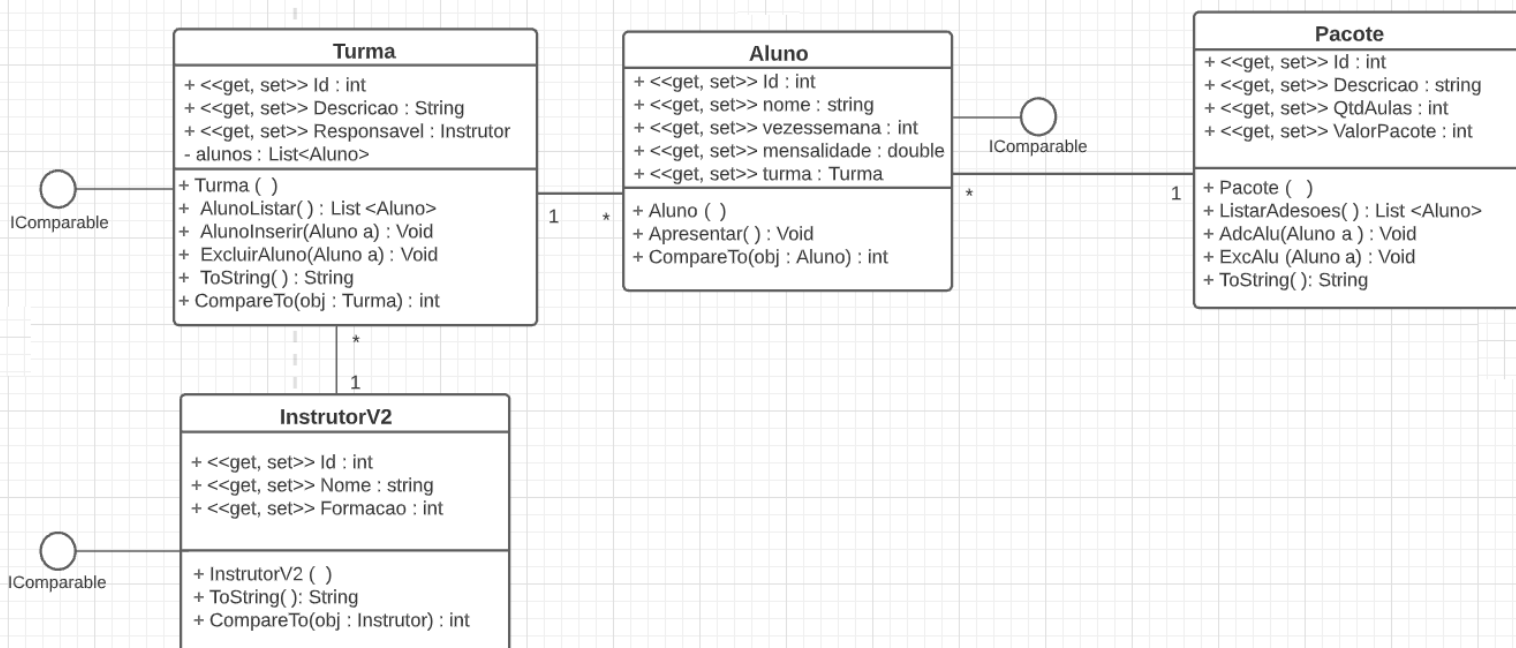 Turma
+ <<get, set>> Id : int
+ <<get, set>> Descricao : String
+ <<get, set>> Responsavel : Instrutor
- alunos : List<Aluno>
+ Turma ( )
+ AlunoListar( ) : List <Aluno>
+ AlunoInserir(Aluno a) : Void
+ ExcluirAluno(Aluno a) : Void
+ ToString( ) : String
+ CompareTo(obj : Turma) : int
IComparable
1
*
Aluno
+ <<get, set>> Id : int
+ <<get, set>> nome : string
+ <<get, set>> vezessemana : int
+ <<get, set>> mensalidade : double
+ <<get, set>> turma : Turma
+ Aluno ( )
+ Apresentar( ) : Void
+ CompareTo(obj : Aluno) : int
IComparable
*
1
Pacote
+ <<get, set>> Id : int
+ <<get, set>> Descricao : string
+ <<get, set>> QtdAulas : int
+ <<get, set>> ValorPacote : int
+ Pacote ( )
+ ListarAdesoes( ) : List <Aluno>
+ AdcAlu(Aluno a ) : Void
+ ExcAlu (Aluno a) : Void
+ ToString( ): String
*
1
InstrutorV2
+ <<get, set>> Id : int
+ <<get, set>> Nome : string
+ <<get, set>> Formacao : int
+ InstrutorV2 ( )
+ ToString( ): String
+ CompareTo(obj : Instrutor) : int
IComparable